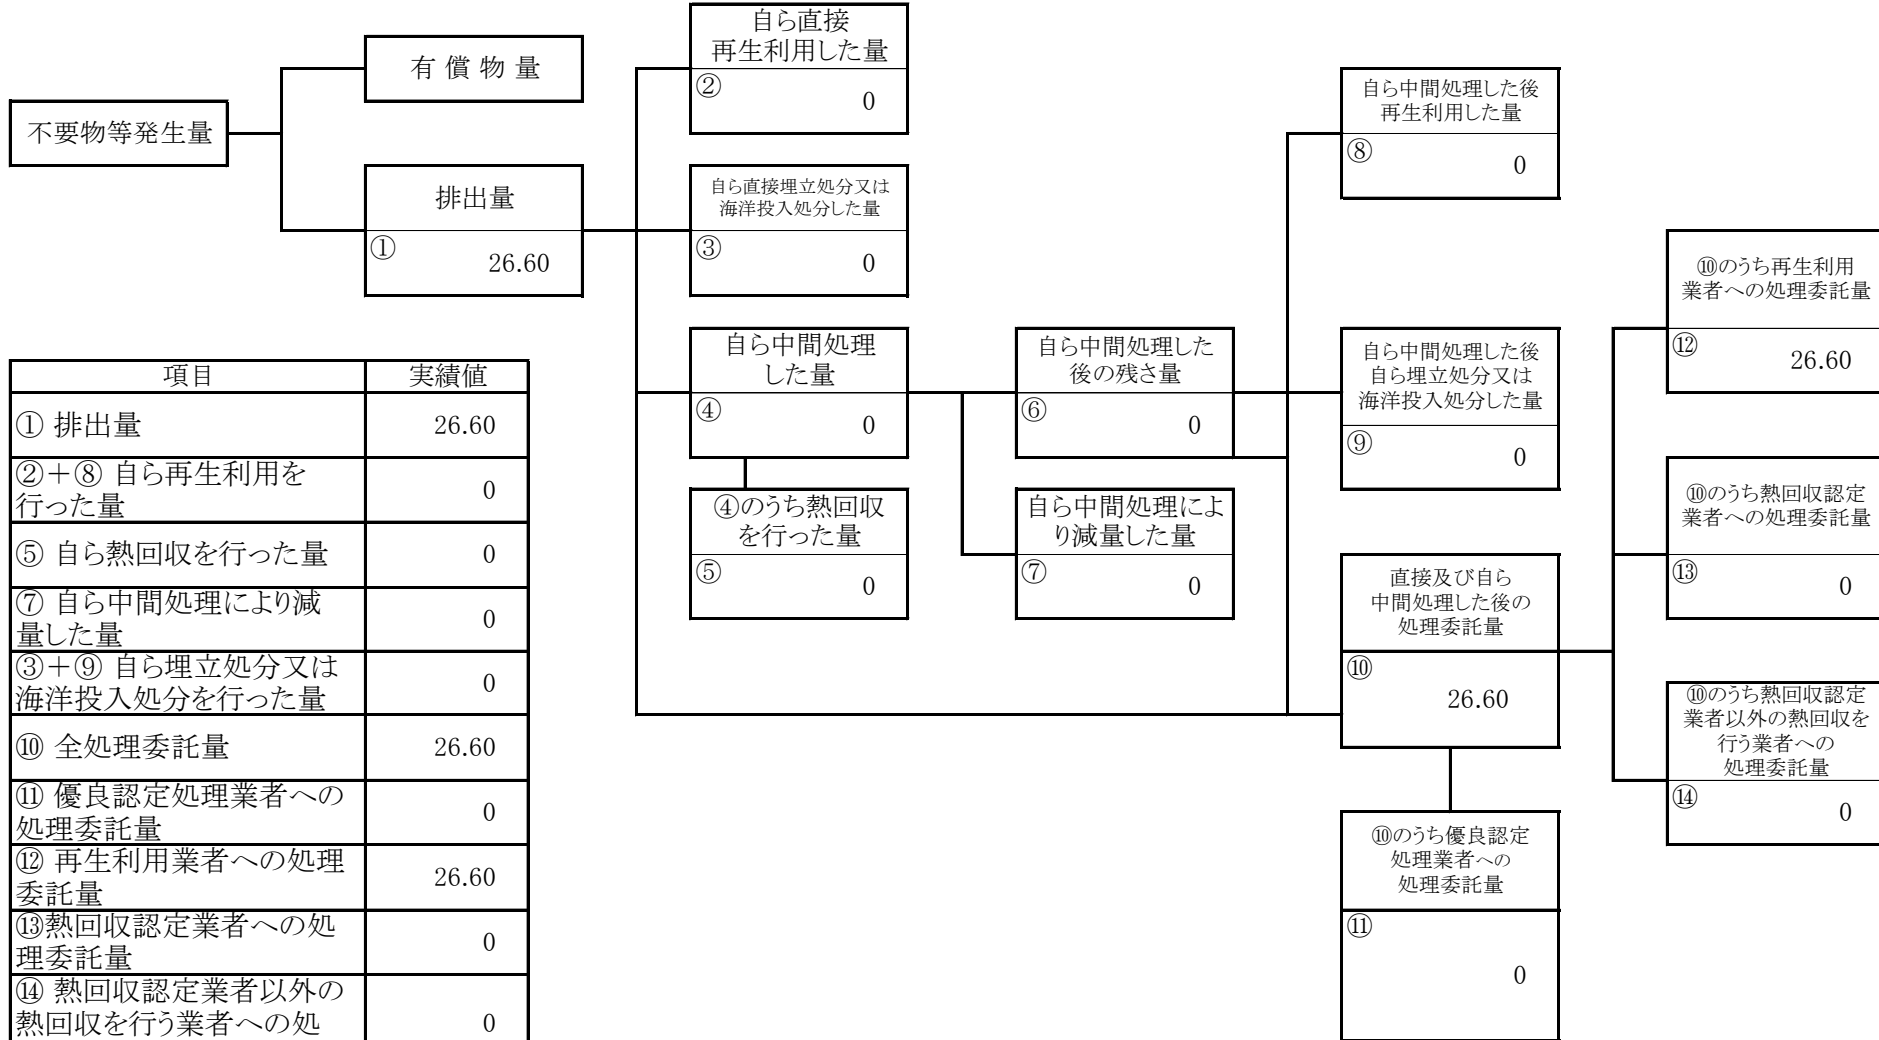 不要物等発生量
有 償 物 量
排出量
①
26.60
自ら直接
再生利用した量
②
0
自ら直接埋立処分又は
海洋投入処分した量
③
0
自ら中間処理
した量
④
0
④のうち熱回収
を行った量
⑤
0
自ら中間処理した
後の残さ量
⑥
0
自ら中間処理によ
り減量した量
⑦
0
自ら中間処理した後
再生利用した量
⑧
0
自ら中間処理した後
自ら埋立処分又は
海洋投入処分した量
⑨
0
直接及び自ら
中間処理した後の
処理委託量
⑩
26.60
⑩のうち優良認定
処理業者への
処理委託量
⑪
0
⑩のうち再生利用
業者への処理委託量
⑫
26.60
⑩のうち熱回収認定
業者への処理委託量
⑬
0
⑩のうち熱回収認定
業者以外の熱回収を
行う業者への
処理委託量
⑭
0
項目 実績値
① 排出量 26.60
②+⑧ 自ら再生利用を
行った量 0
⑤ 自ら熱回収を行った量 0
⑦ 自ら中間処理により減
量した量 0
③+⑨ 自ら埋立処分又は
海洋投入処分を行った量 0
⑩ 全処理委託量 26.60
⑪ 優良認定処理業者への
処理委託量 0
⑫ 再生利用業者への処理
委託量 26.60
⑬熱回収認定業者への処
理委託量 0
⑭ 熱回収認定業者以外の
熱回収を行う業者への処 0